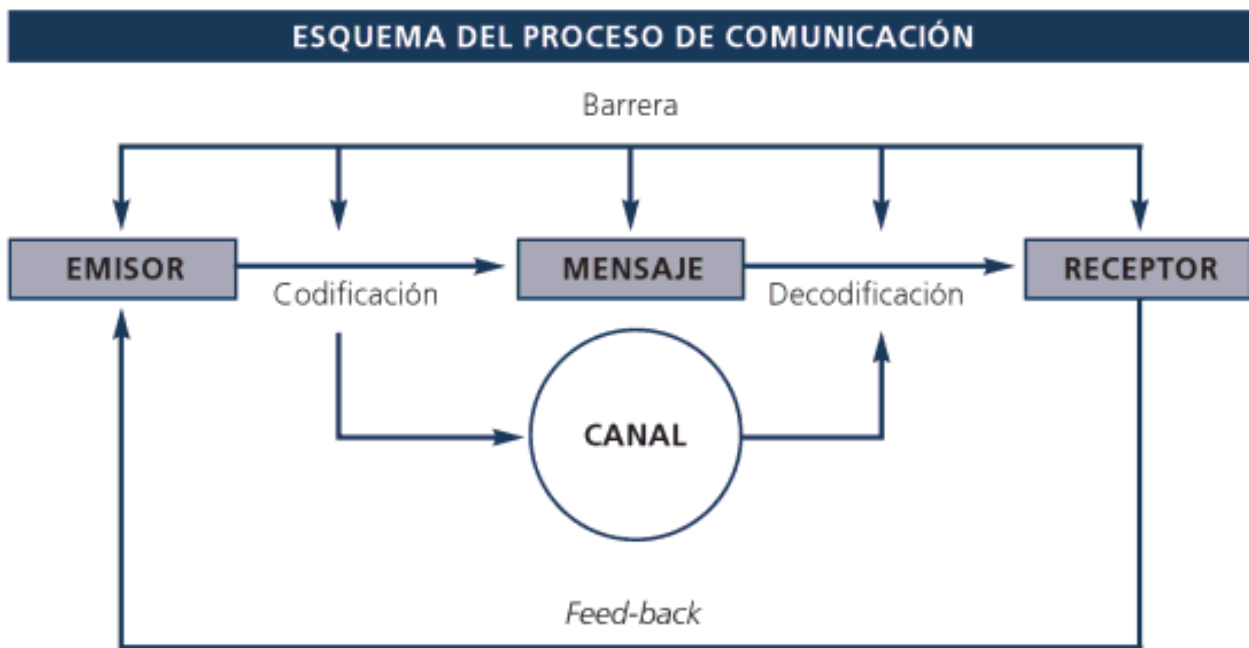 ESQUEMA DEL PROCESO DE COMUNICACIÓN
Barrera
EMISOR
Codificación
MENSAJE
Decodificación
RECEPTOR
CANAL
Feed-back